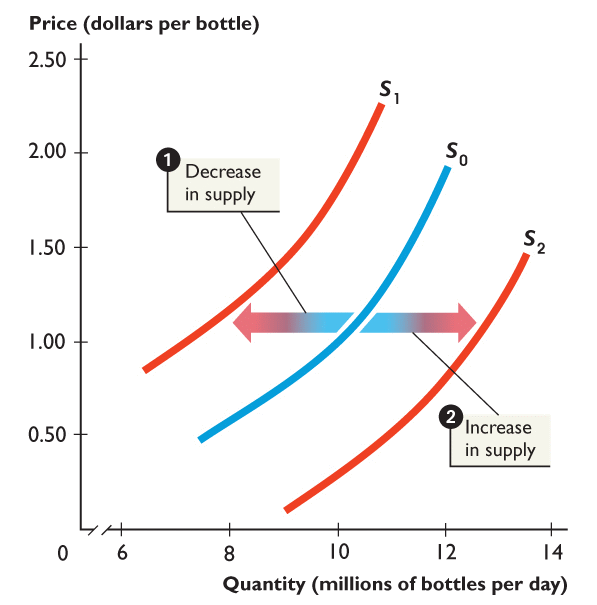 Price (dollars per bottle)
2.50
S1
2.00
S0
1
Decrease
in supply
1.50
S2
1.00
0.50
2
Increase
in supply
0
6
8
10
12
14
Quantity (millions of bottles per day)